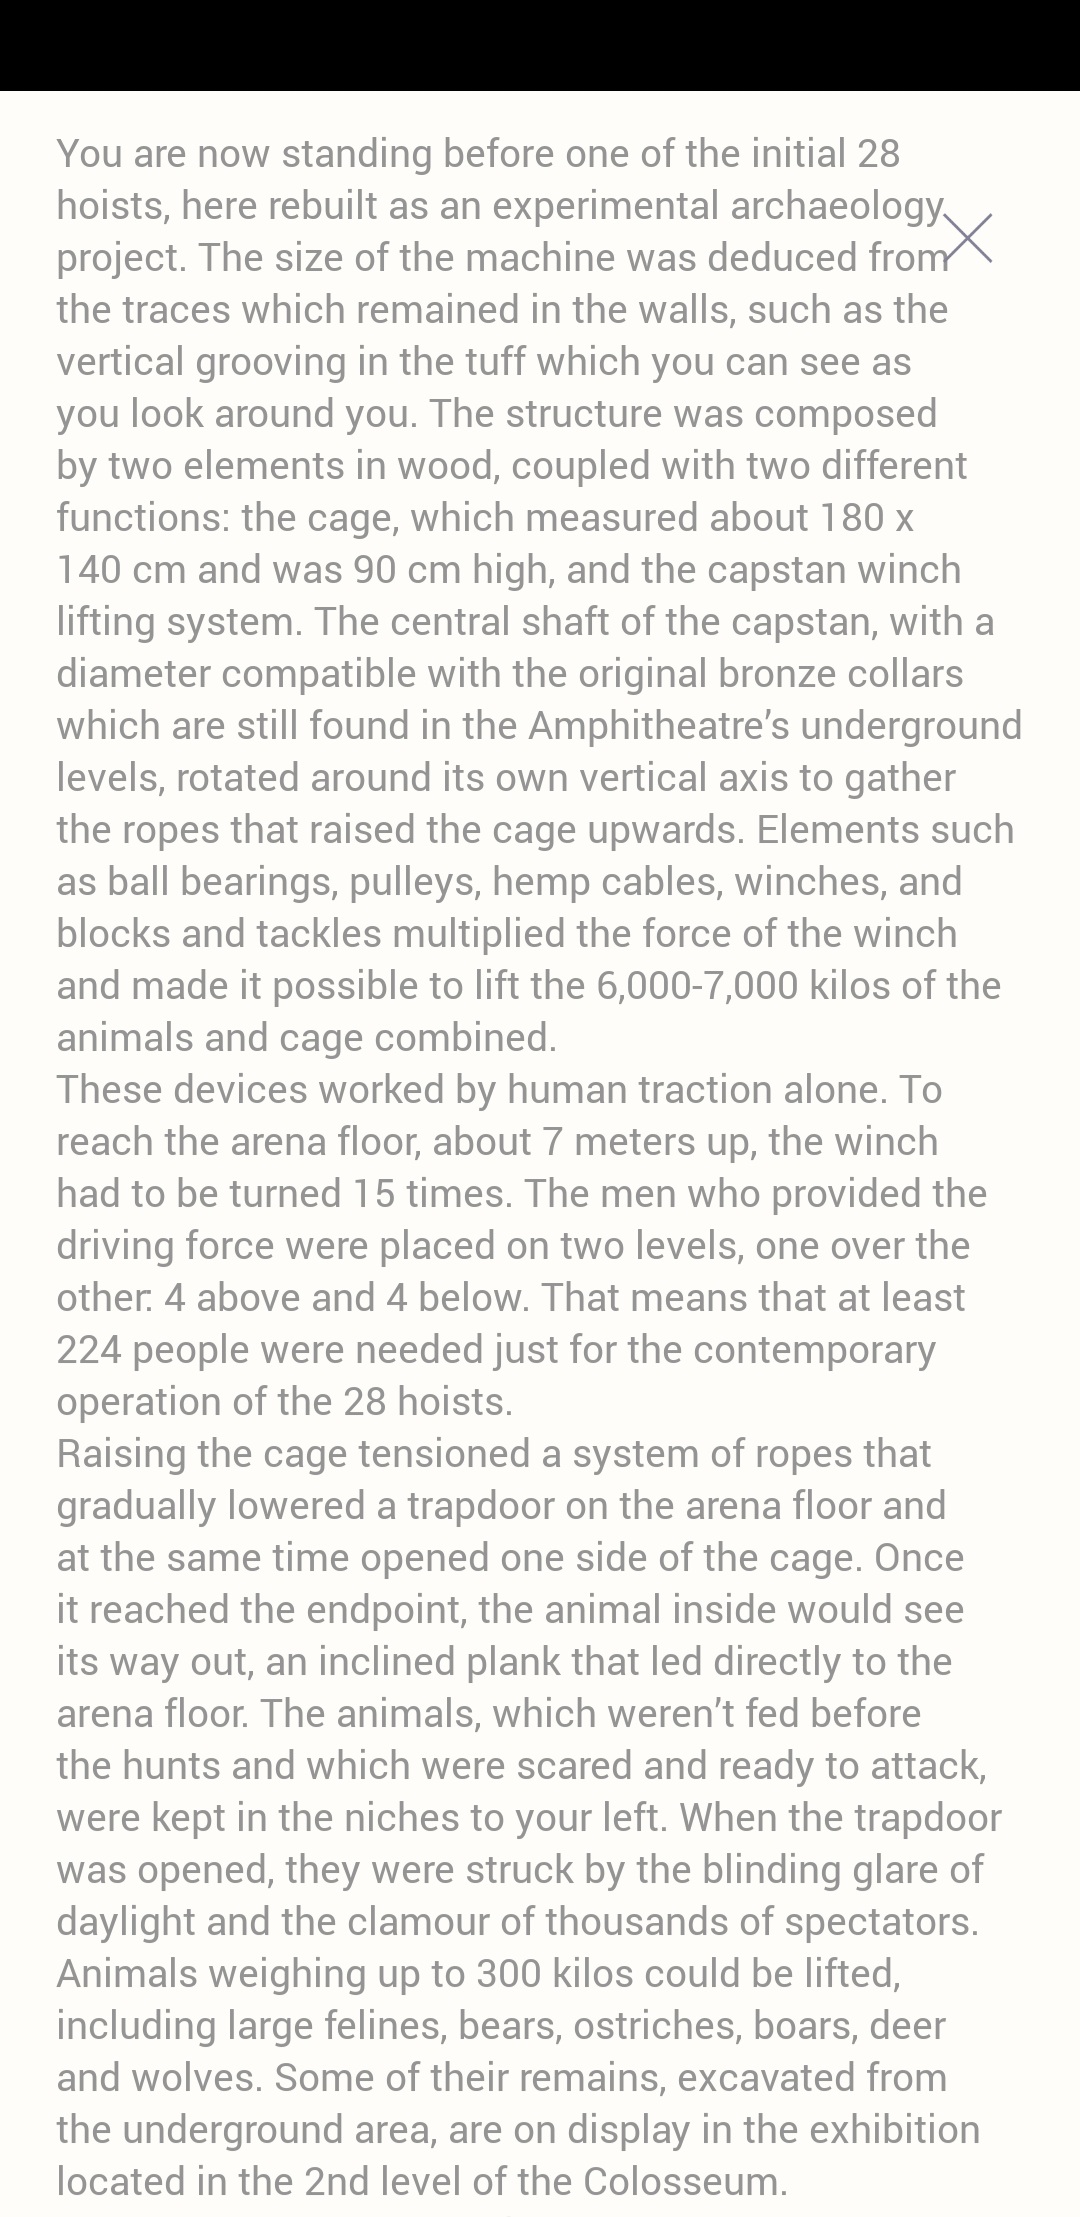 You are now standing before one of the initial 28
hoists, here rebuilt as an experimental archaeology
project. The size of the machine was deduced from
the traces which remained in the walls, such as the
vertical grooving in the tuff which you can see as
you look around you. The structure was composed
by two elements in wood, coupled with two different
functions: the cage, which measured about 180 x
140 cm and was 90 cm high, and the capstan winch
lifting system. The central shaft of the capstan, with a
diameter compatible with the original bronze collars
which are still found in the Amphitheatre’s underground
levels, rotated around its own vertical axis to gather
the ropes that raised the cage upwards. Elements such
as ball bearings, pulleys, hemp cables, winches, and
blocks and tackles multiplied the force of the winch
and made it possible to lift the 6,000-7,000 kilos of the
animals and cage combined.
These devices worked by human traction alone. To
reach the arena floor, about 7 meters up, the winch
had to be turned 15 times. The men who provided the
driving force were placed on two levels, one over the
other: 4 above and 4 below. That means that at least
224 people were needed just for the contemporary
operation of the 28 hoists.
Raising the cage tensioned a system of ropes that
gradually lowered a trapdoor on the arena floor and
at the same time opened one side of the cage. Once
it reached the endpoint, the animal inside would see
its way out, an inclined plank that led directly to the
arena floor. The animals, which weren’t fed before
the hunts and which were scared and ready to attack,
were kept in the niches to your left. When the trapdoor
was opened, they were struck by the blinding glare of
daylight and the clamour of thousands of spectators.
Animals weighing up to 300 kilos could be lifted,
including large felines, bears, ostriches, boars, deer
and wolves. Some of their remains, excavated from
the underground area, are on display in the exhibition
located in the 2nd level of the Colosseum.